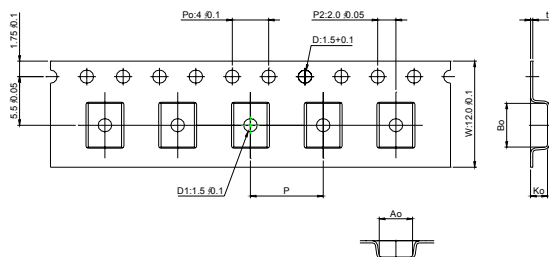 Po:4 ±0.1
P2:2.0 ±0.05
t
D:1.5+0.1
1.75 ±0.1
5.5 ±0.05
Bo
W:12.0 ±0.1
D1:1.5 ±0.1
P
Ko
Ao